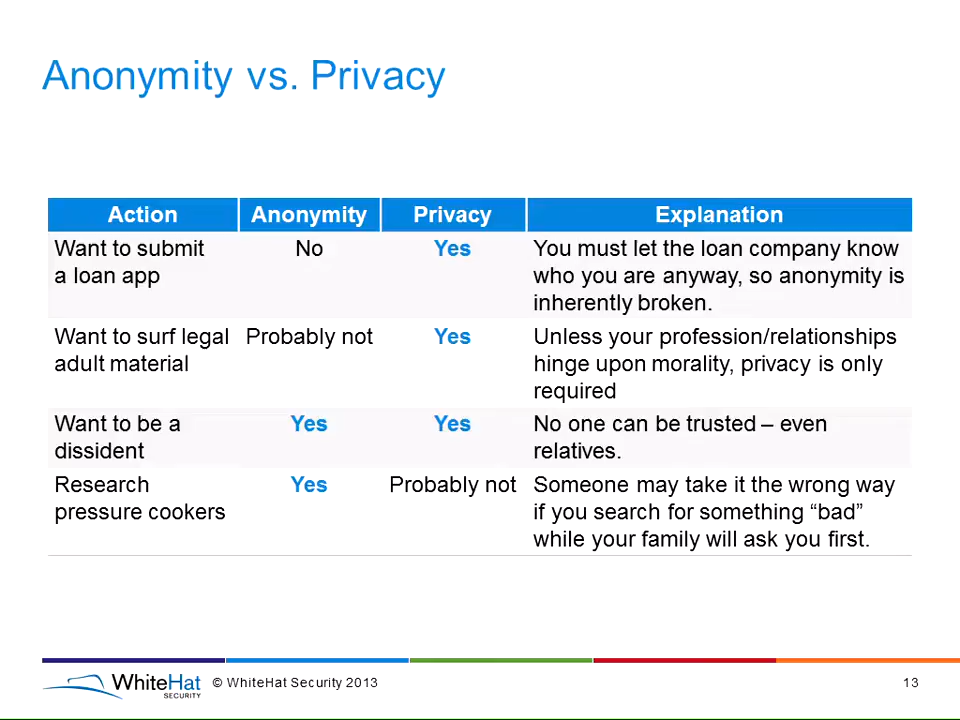 Anonymity vs. Privacy
Action Anonymity Privacy Explanation
Want to submit No Yes You must let the loan company know
a loan app who you are anyway, so anonymity is
inherently broken.
Want to surf legal Probably not Yes Unless your profession/relationships
adult material hinge upon morality, privacy is only
required
Want to be a Yes Yes No one can be trusted – even
dissident relatives.
Research Yes Probably not Someone may take it the wrong way
pressure cookers if you search for something “bad”
while your family will ask you first.
WhiteHat SECURITY © WhiteHat Security 2013 13